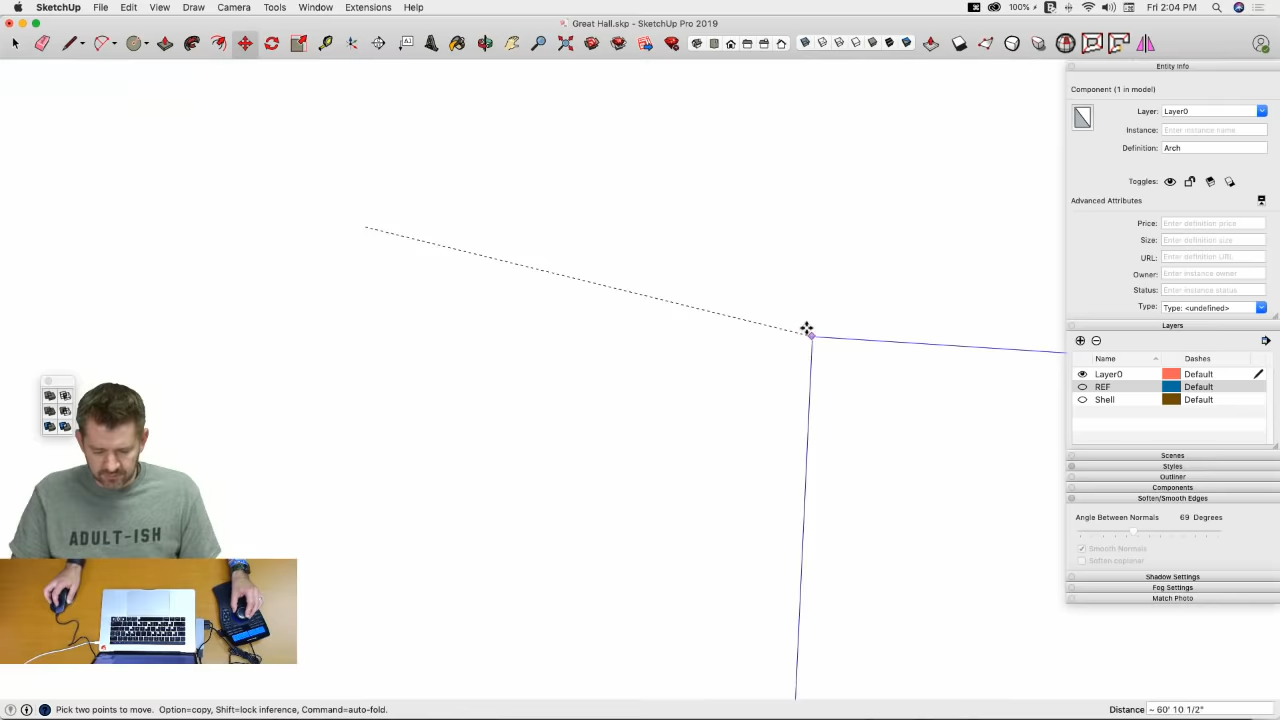 SketchUp File Edit View Draw Camera Tools Window Extensions Help 100% Fri 2:04 PM
Great Hall.skp - SketchUp Pro 2019
Entity Info
Component (1 in model)
Layer: Layer0
Instance: Enter instance name
Definition: Arch
Toggles:
Advanced Attributes
Price: Enter definition price
Size: Enter definition size
URL: Enter definition URL
Owner: Enter instance owner
Status: Enter instance status
Type: Type: <undefined>
Layers
Name Dashes
Layer0 Default
REF Default
Shell Default
Scenes
Styles
Outliner
Components
Soften/Smooth Edges
Angle Between Normals 69 Degrees
Smooth Normals
Soften coplanar
Shadow Settings
Fog Settings
Match Photo
ADULT-ISH
Pick two points to move. Option=copy, Shift=lock inference, Command=auto-fold. Distance ~ 60' 10 1/2"